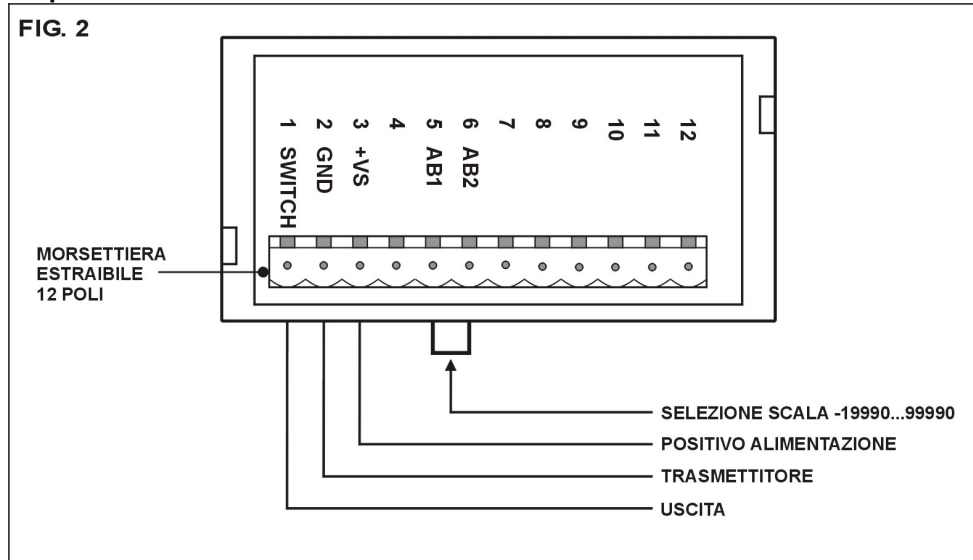 FIG. 2
1 SWITCH
2 GND
3 +VS
4
5 AB1
6 AB2
7
8
9
10
11
12
MORSETTIERA
ESTRAIBILE
12 POLI
SELEZIONE SCALA -19990...99990
POSITIVO ALIMENTAZIONE
TRASMETTITORE
USCITA